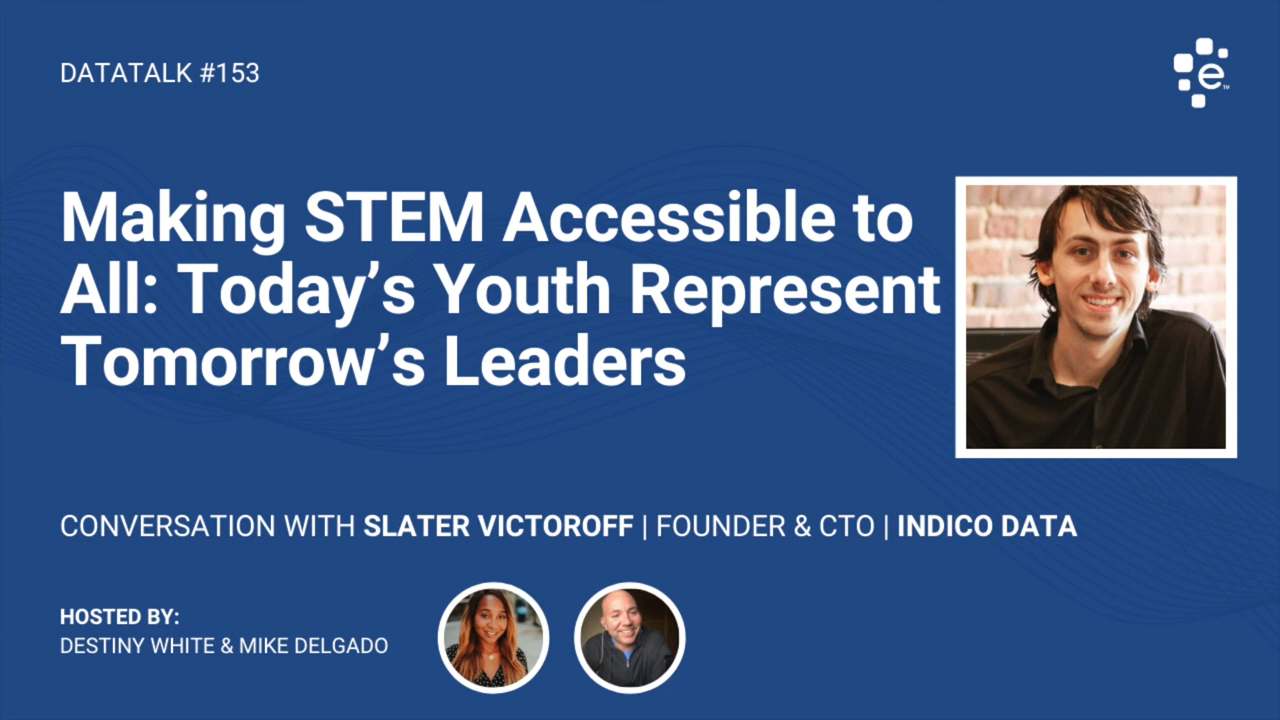 DATATALK #153
e™
Making STEM Accessible to
All: Today’s Youth Represent
Tomorrow’s Leaders
CONVERSATION WITH SLATER VICTOROFF | FOUNDER & CTO | INDICO DATA
HOSTED BY:
DESTINY WHITE & MIKE DELGADO